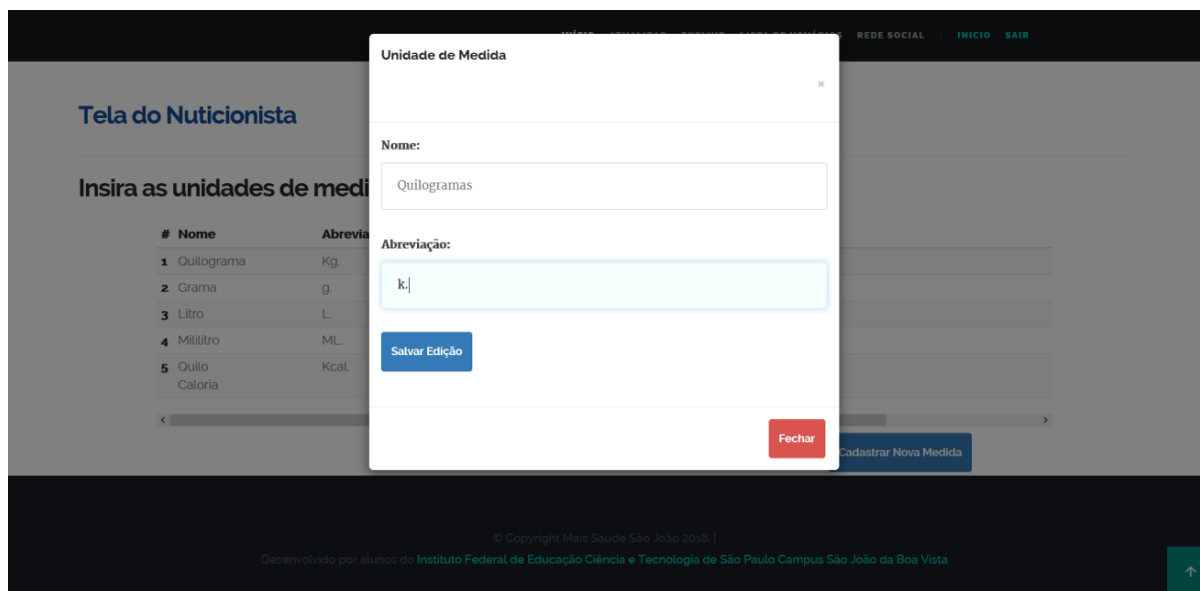 REDE SOCIAL INICIO SAIR
Unidade de Medida
×
Tela do Nuticionista
Nome:
Quilogramas
Insira as unidades de medi
# Nome Abrevia
Abreviação:
1 Quilograma Kg.
k.
2 Grama g.
3 Litro L.
4 Mililitro ML.
Salvar Edição
5 Quilo Kcal.
Caloria
Fechar
Cadastrar Nova Medida
© Copyright Mais Saúde São João 2018. |
Desenvolvido por alunos do Instituto Federal de Educação Ciência e Tecnologia de São Paulo Campus São João da Boa Vista